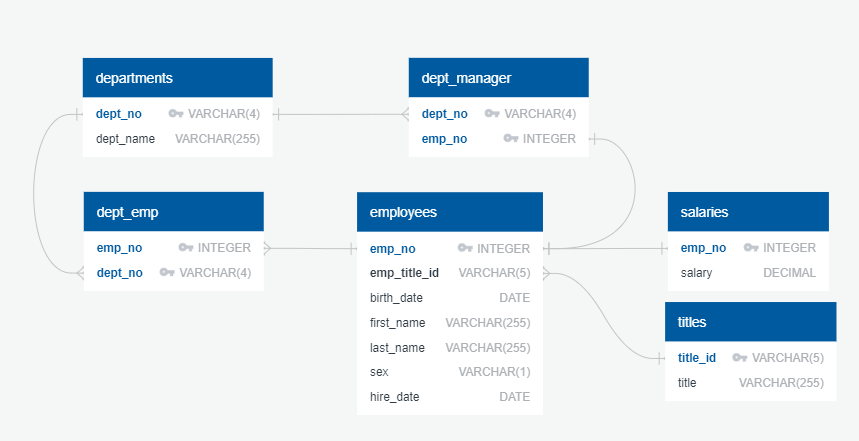 departments
dept_no VARCHAR(4)
dept_name VARCHAR(255)
dept_manager
dept_no VARCHAR(4)
emp_no INTEGER
dept_emp
emp_no INTEGER
dept_no VARCHAR(4)
employees
emp_no INTEGER
emp_title_id VARCHAR(5)
birth_date DATE
first_name VARCHAR(255)
last_name VARCHAR(255)
sex VARCHAR(1)
hire_date DATE
salaries
emp_no INTEGER
salary DECIMAL
titles
title_id VARCHAR(5)
title VARCHAR(255)